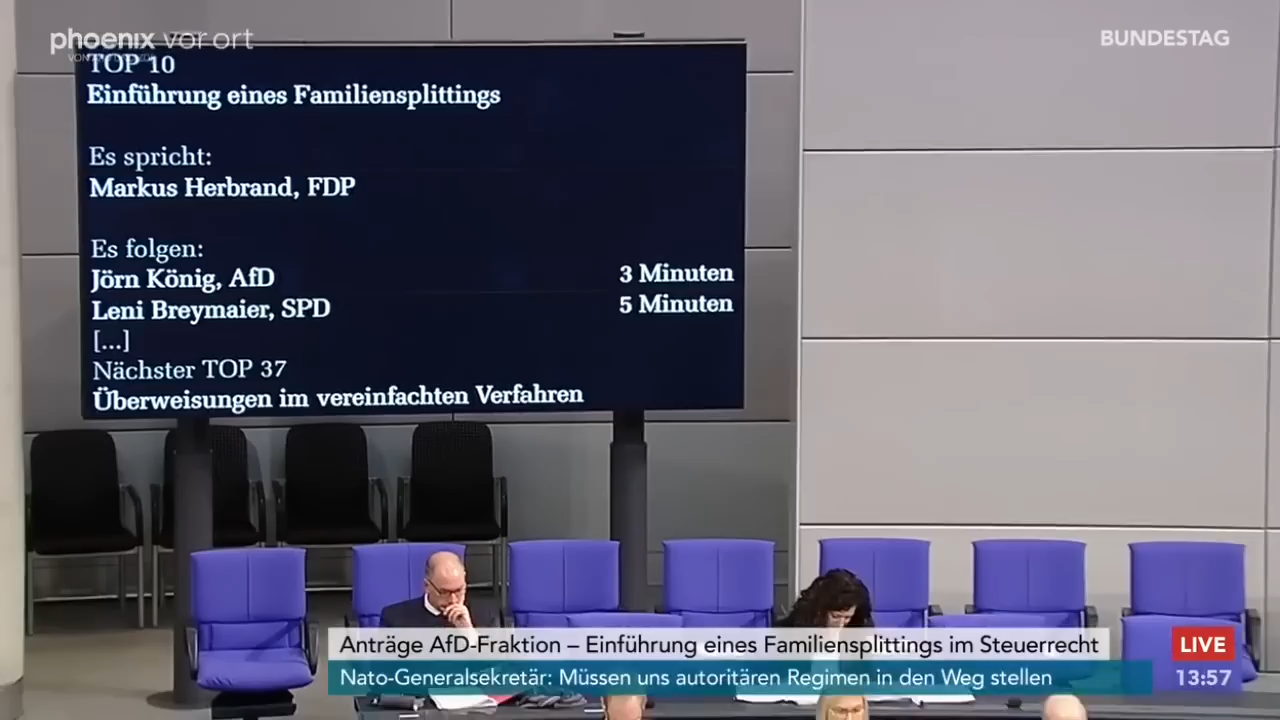 phoenix vor ort
BUNDESTAG
TOP 10
Einführung eines Familiensplittings
Es spricht:
Markus Herbrand, FDP
Es folgen:
Jörn König, AfD 3 Minuten
Leni Breymaier, SPD 5 Minuten
[...]
Nächster TOP 37
Überweisungen im vereinfachten Verfahren
Anträge AfD-Fraktion – Einführung eines Familiensplittings im Steuerrecht
LIVE
Nato-Generalsekretär: Müssen uns autoritären Regimen in den Weg stellen
13:57